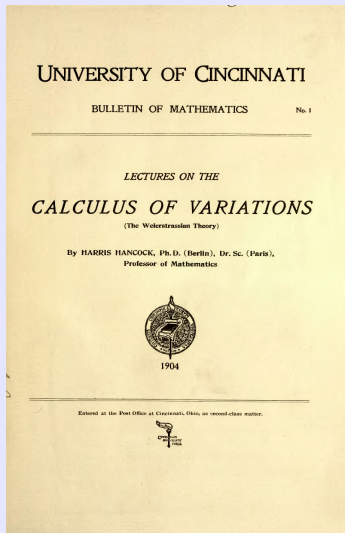 UNIVERSITY OF CINCINNATI
BULLETIN OF MATHEMATICS No. 1
LECTURES ON THE
CALCULUS OF VARIATIONS
(The Weierstrassian Theory)
By HARRIS HANCOCK, Ph. D. (Berlin), Dr. Sc. (Paris),
Professor of Mathematics
1904
Entered at the Post Office at Cincinnati, Ohio, as second-class matter.